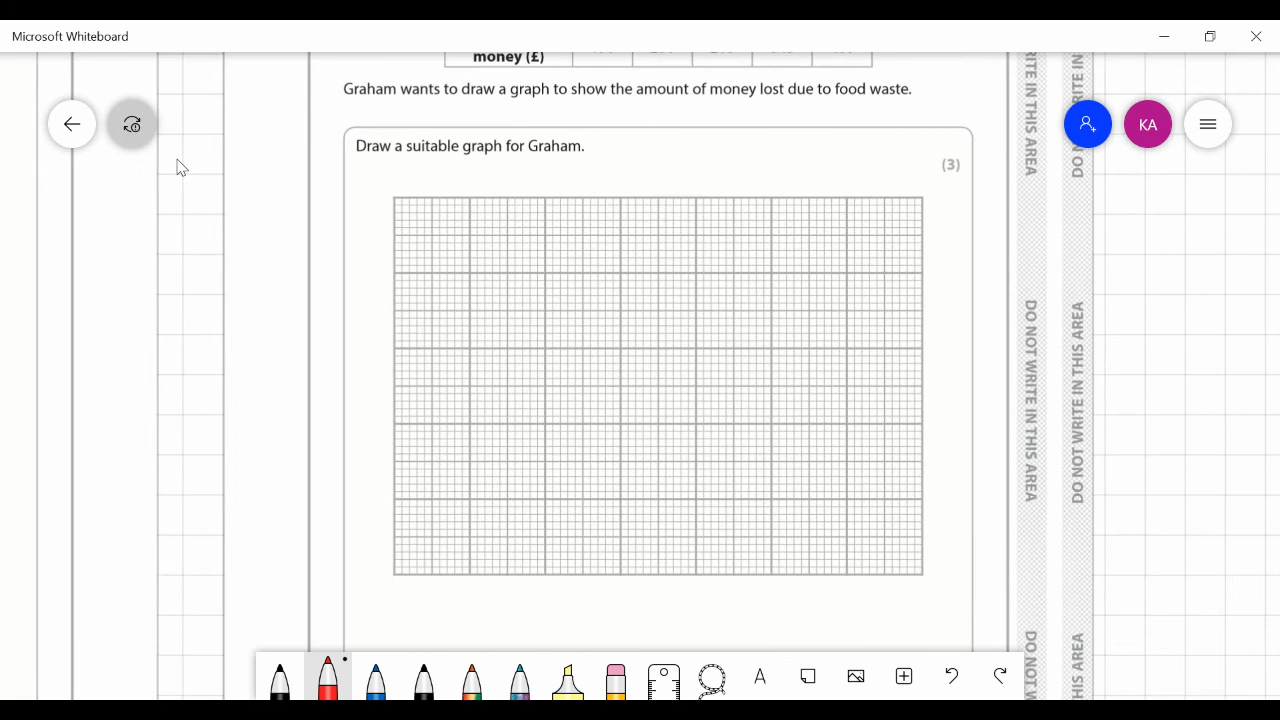 Microsoft Whiteboard
money (£)
Graham wants to draw a graph to show the amount of money lost due to food waste.
Draw a suitable graph for Graham.
(3)
KA
RITE IN THIS AREA
DO NOT WRITE IN THIS AREA
DO NOT WRITE IN THIS AREA
DO NOT W
HIS AREA
A